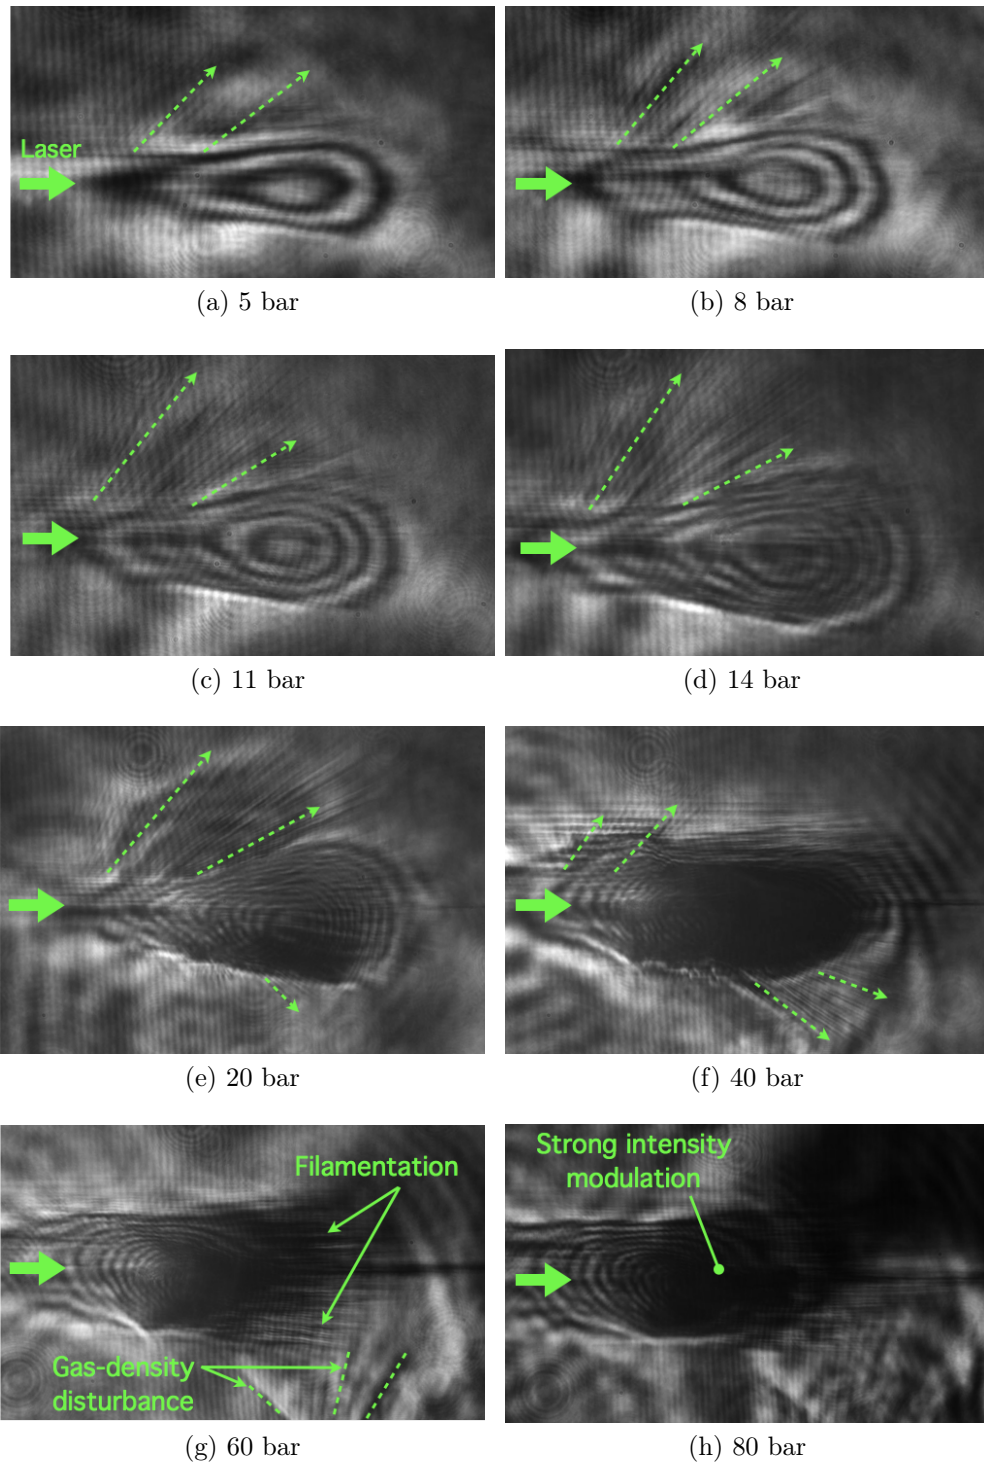 Laser
(a) 5 bar
(b) 8 bar
(c) 11 bar
(d) 14 bar
(e) 20 bar
(f) 40 bar
Filamentation
Gas-density
disturbance
Strong intensity
modulation
(g) 60 bar
(h) 80 bar